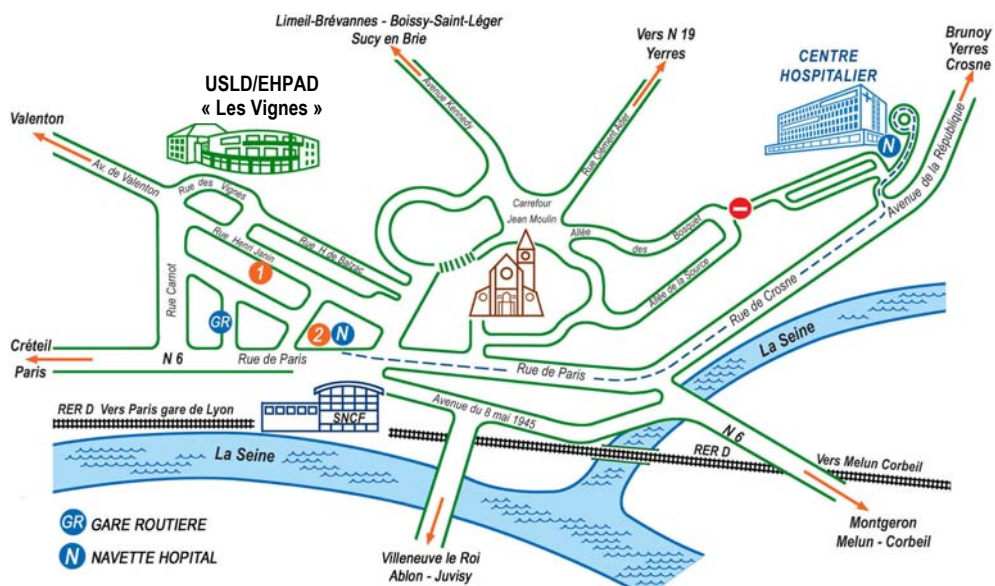 Limeil-Brévannes - Boissy-Saint-Léger
Sucy en Brie
Vers N 19
Yerres
Brunoy
Yerres
Crosne
CENTRE
HOSPITALIER
USLD/EHPAD
« Les Vignes »
Valenton
Av. de Valenton
Avenue Kennedy
Rue Clément Ader
N
Avenue de la République
Rue des Vignes
Carrefour
Jean Moulin
Allée des Bosquet
Rue Henri Janin
Rue H de Balzac
1
Allée de la Source
Rue Carnot
GR
2
N
Rue de Crosne
La Seine
Créteil
Paris
N 6
Rue de Paris
Rue de Paris
SNCF
Avenue du 8 mai 1945
RER D Vers Paris gare de Lyon
N 6
RER D
Vers Melun Corbeil
La Seine
Montgeron
Melun - Corbeil
GR GARE ROUTIERE
N NAVETTE HOPITAL
Villeneuve le Roi
Ablon - Juvisy